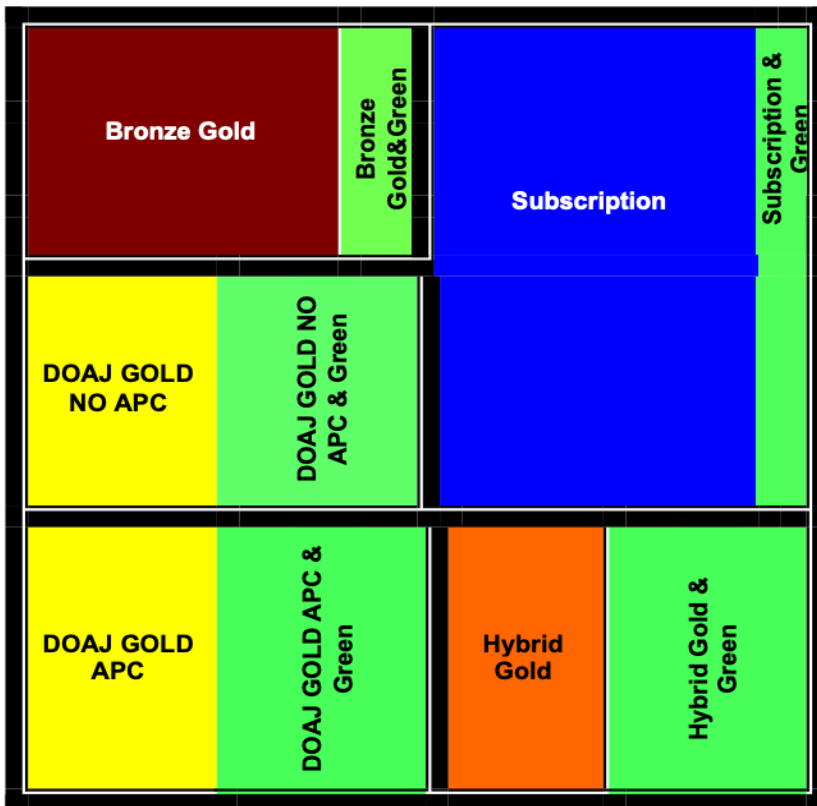 Bronze Gold
Bronze
Gold&Green
Subscription
Subscription &
Green
DOAJ GOLD
NO APC
DOAJ GOLD NO
APC & Green
DOAJ GOLD
APC
DOAJ GOLD APC &
Green
Hybrid
Gold
Hybrid Gold &
Green